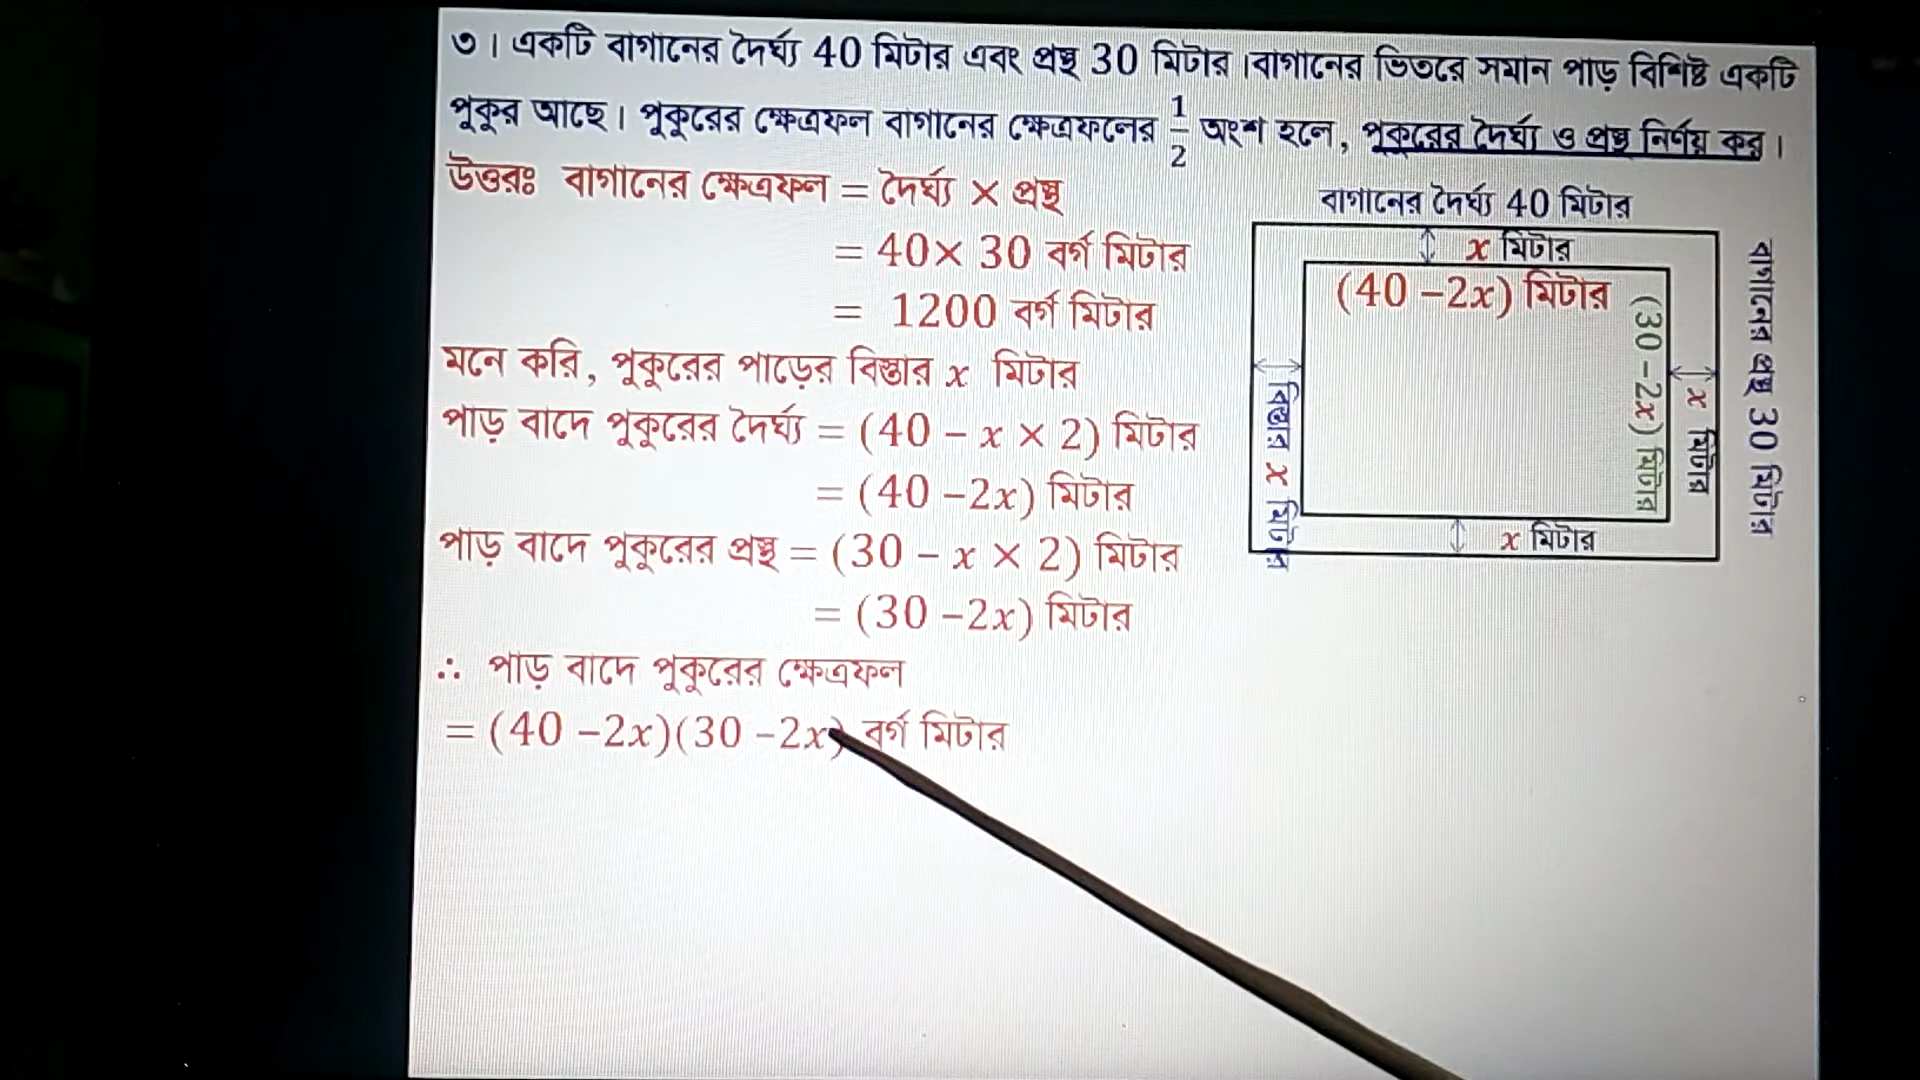 ৩। একটি বাগানের দৈর্ঘ্য 40 মিটার এবং প্রস্থ 30 মিটার।বাগানের ভিতরে সমান পাড় বিশিষ্ট একটি
পুকুর আছে। পুকুরের ক্ষেত্রফল বাগানের ক্ষেত্রফলের 1/2 অংশ হলে, পুকুরের দৈর্ঘ্য ও প্রস্থ নির্ণয় কর।
উত্তরঃ বাগানের ক্ষেত্রফল = দৈর্ঘ্য × প্রস্থ
= 40× 30 বর্গ মিটার
= 1200 বর্গ মিটার
মনে করি, পুকুরের পাড়ের বিস্তার x মিটার
পাড় বাদে পুকুরের দৈর্ঘ্য = (40 − x × 2) মিটার
= (40 −2x) মিটার
পাড় বাদে পুকুরের প্রস্থ = (30 − x × 2) মিটার
= (30 −2x) মিটার
∴ পাড় বাদে পুকুরের ক্ষেত্রফল
= (40 −2x)(30 −2x) বর্গ মিটার
বাগানের দৈর্ঘ্য 40 মিটার
x মিটার
(40 −2x) মিটার
(30 −2x) মিটার
বিস্তার x মিটার
x মিটার
বাগানের প্রস্থ 30 মিটার
x মিটার